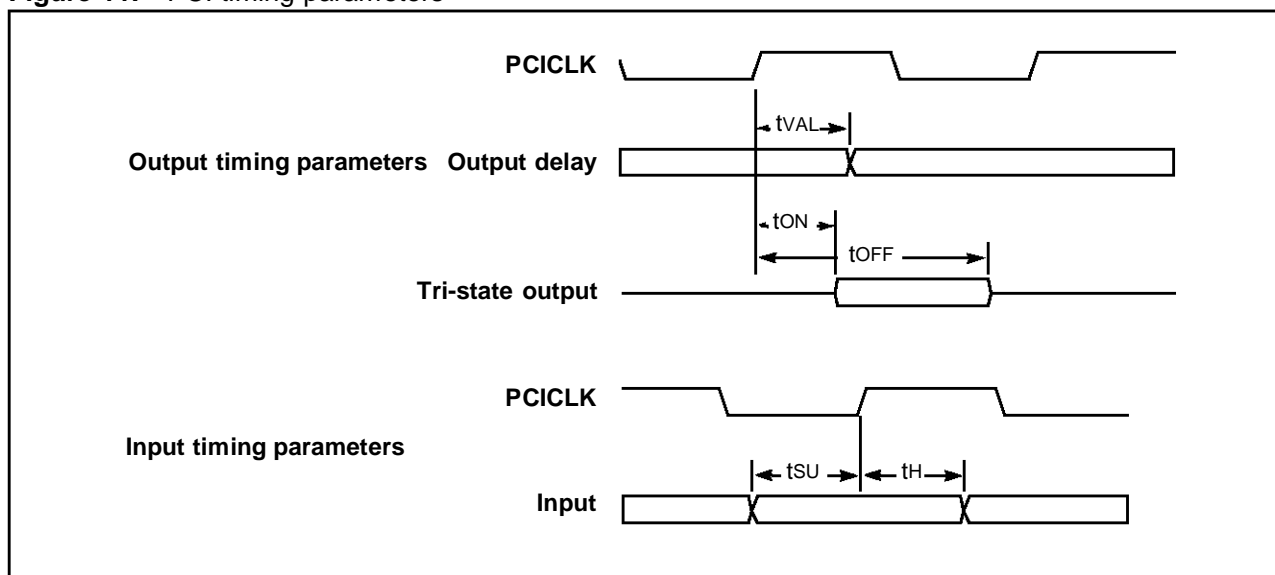 PCICLK
tVAL
Output timing parameters Output delay
tON
tOFF
Tri-state output
PCICLK
Input timing parameters
tSU tH
Input